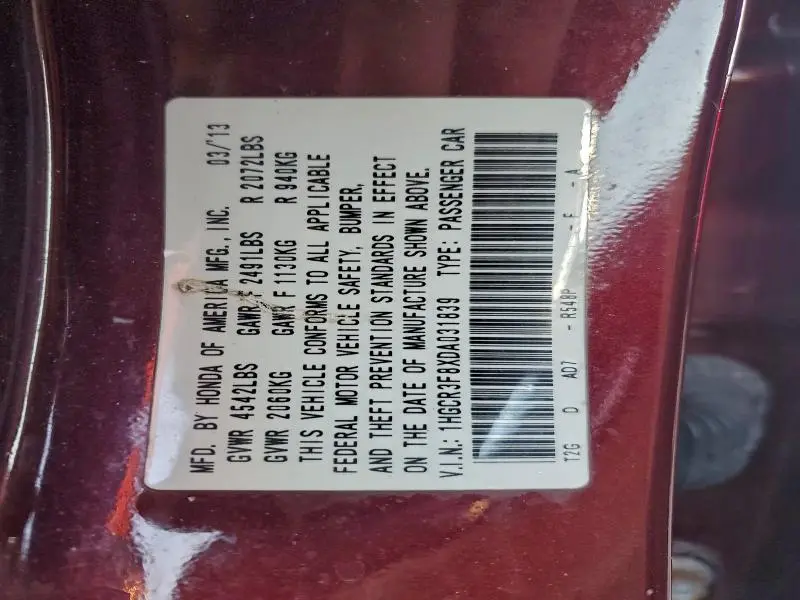 MFD. BY HONDA OF AMERICA MFG., INC. 03/'13
GVWR 4542LBS GAWR F 2491LBS R 2072LBS
GVWR 2060KG GAWR F 1130KG R 940KG
THIS VEHICLE CONFORMS TO ALL APPLICABLE
FEDERAL MOTOR VEHICLE SAFETY, BUMPER,
AND THEFT PREVENTION STANDARDS IN EFFECT
ON THE DATE OF MANUFACTURE SHOWN ABOVE.
V.I.N.: 1HGCR3F8XDA031839 TYPE: PASSENGER CAR
T2G D AD7 - R548P - F - A